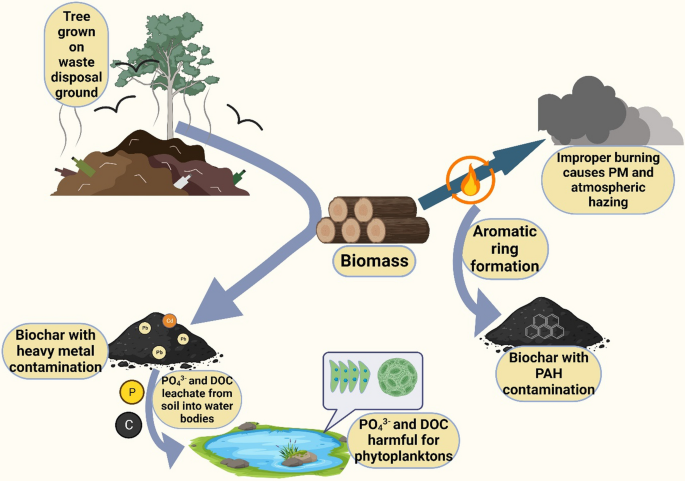 Tree
grown
on
waste
disposal
ground
Improper burning
causes PM and
atmospheric
hazing
Biomass
Aromatic
ring
formation
Cd
Pb
Pb
Pb
Biochar with
heavy metal
contamination
Biochar with
PAH
contamination
P
C
PO₄³⁻ and DOC
leachate from
soil into water
bodies
PO₄³⁻ and DOC
harmful for
phytoplanktons